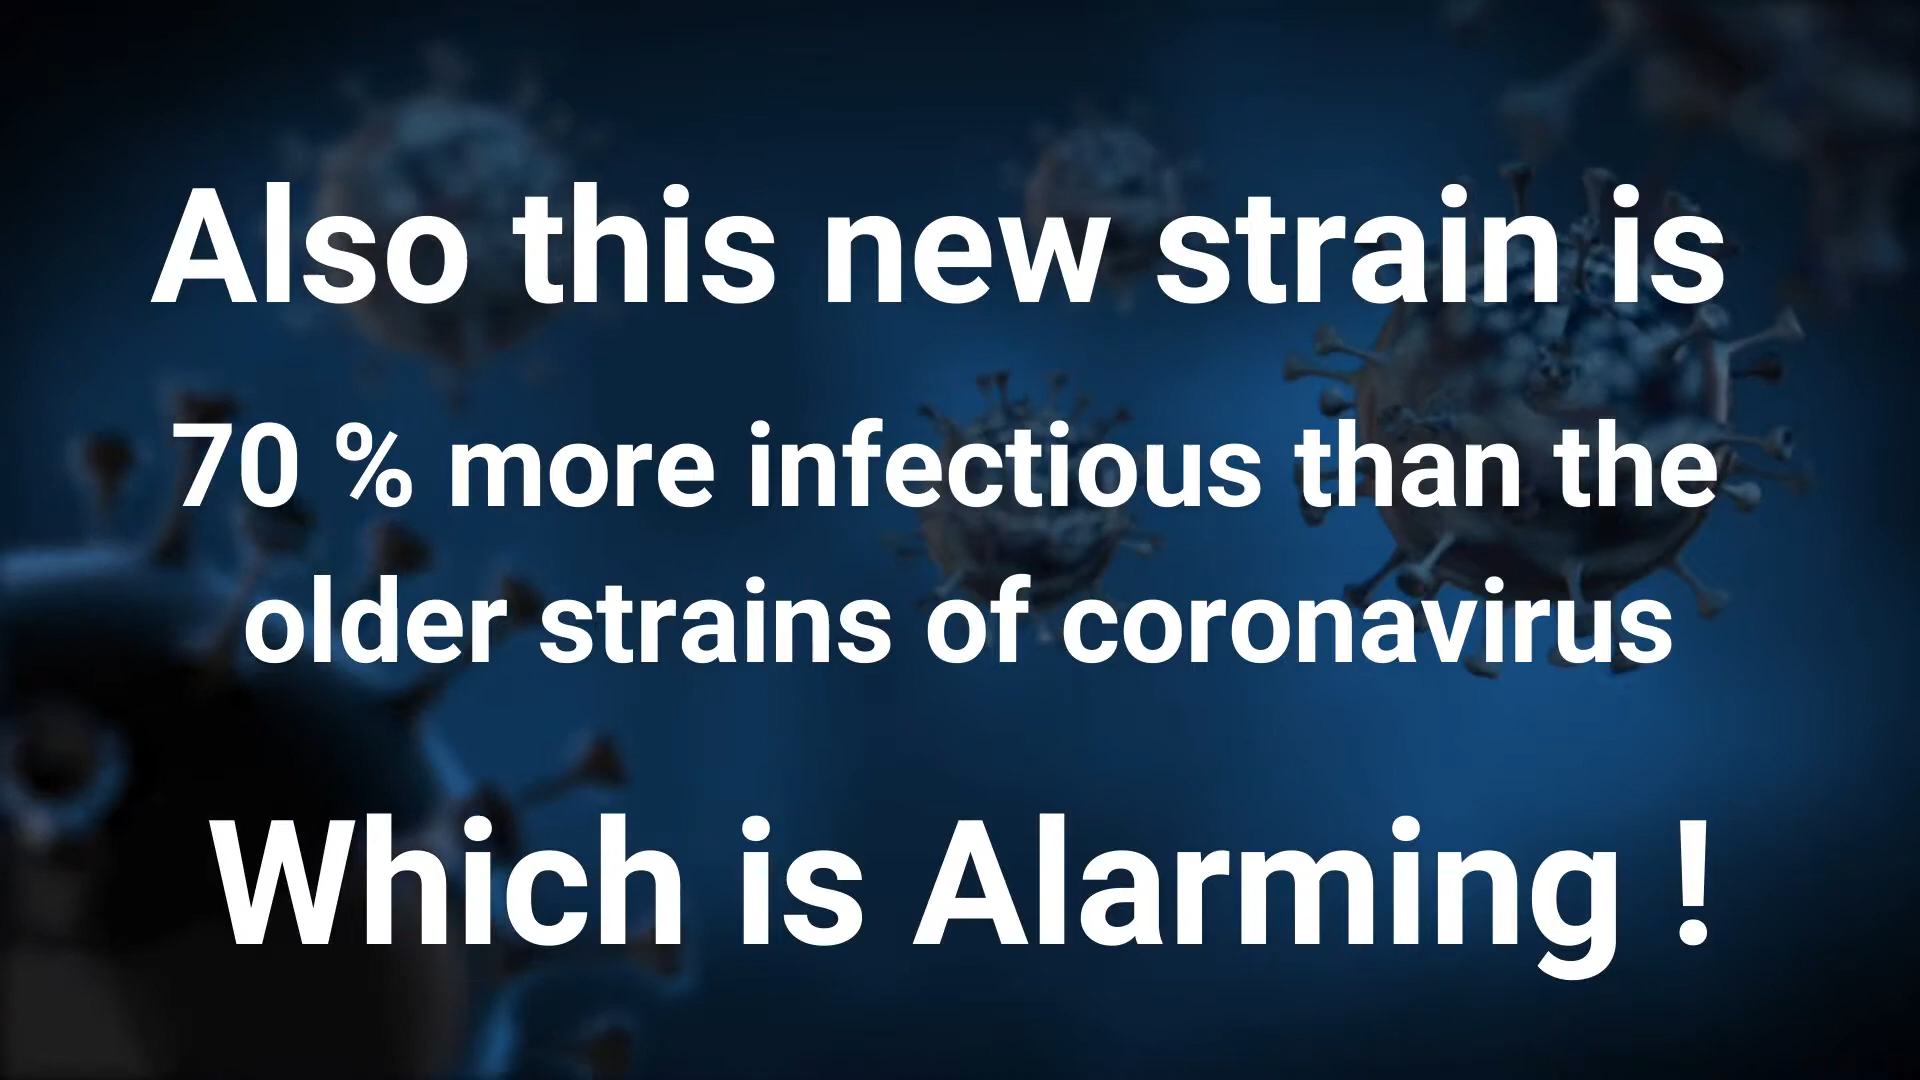 Also this new strain is
70 % more infectious than the
older strains of coronavirus
Which is Alarming !